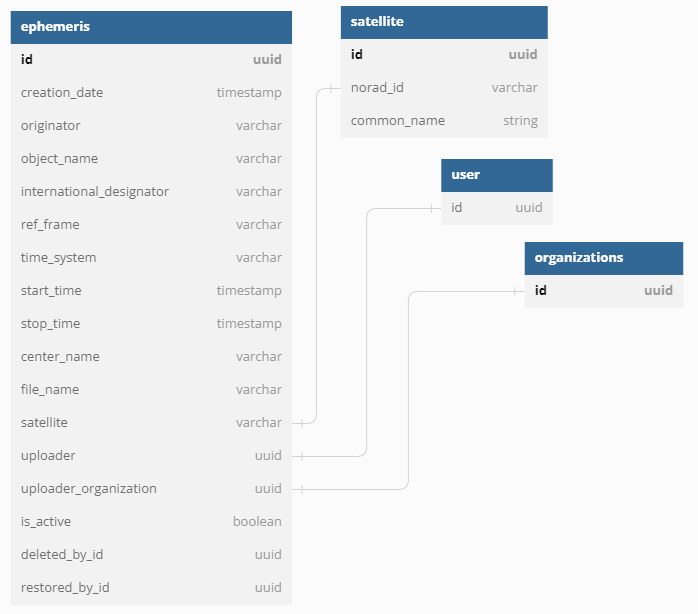 ephemeris
id uuid
creation_date timestamp
originator varchar
object_name varchar
international_designator varchar
ref_frame varchar
time_system varchar
start_time timestamp
stop_time timestamp
center_name varchar
file_name varchar
satellite varchar
uploader uuid
uploader_organization uuid
is_active boolean
deleted_by_id uuid
restored_by_id uuid
satellite
id uuid
norad_id varchar
common_name string
user
id uuid
organizations
id uuid